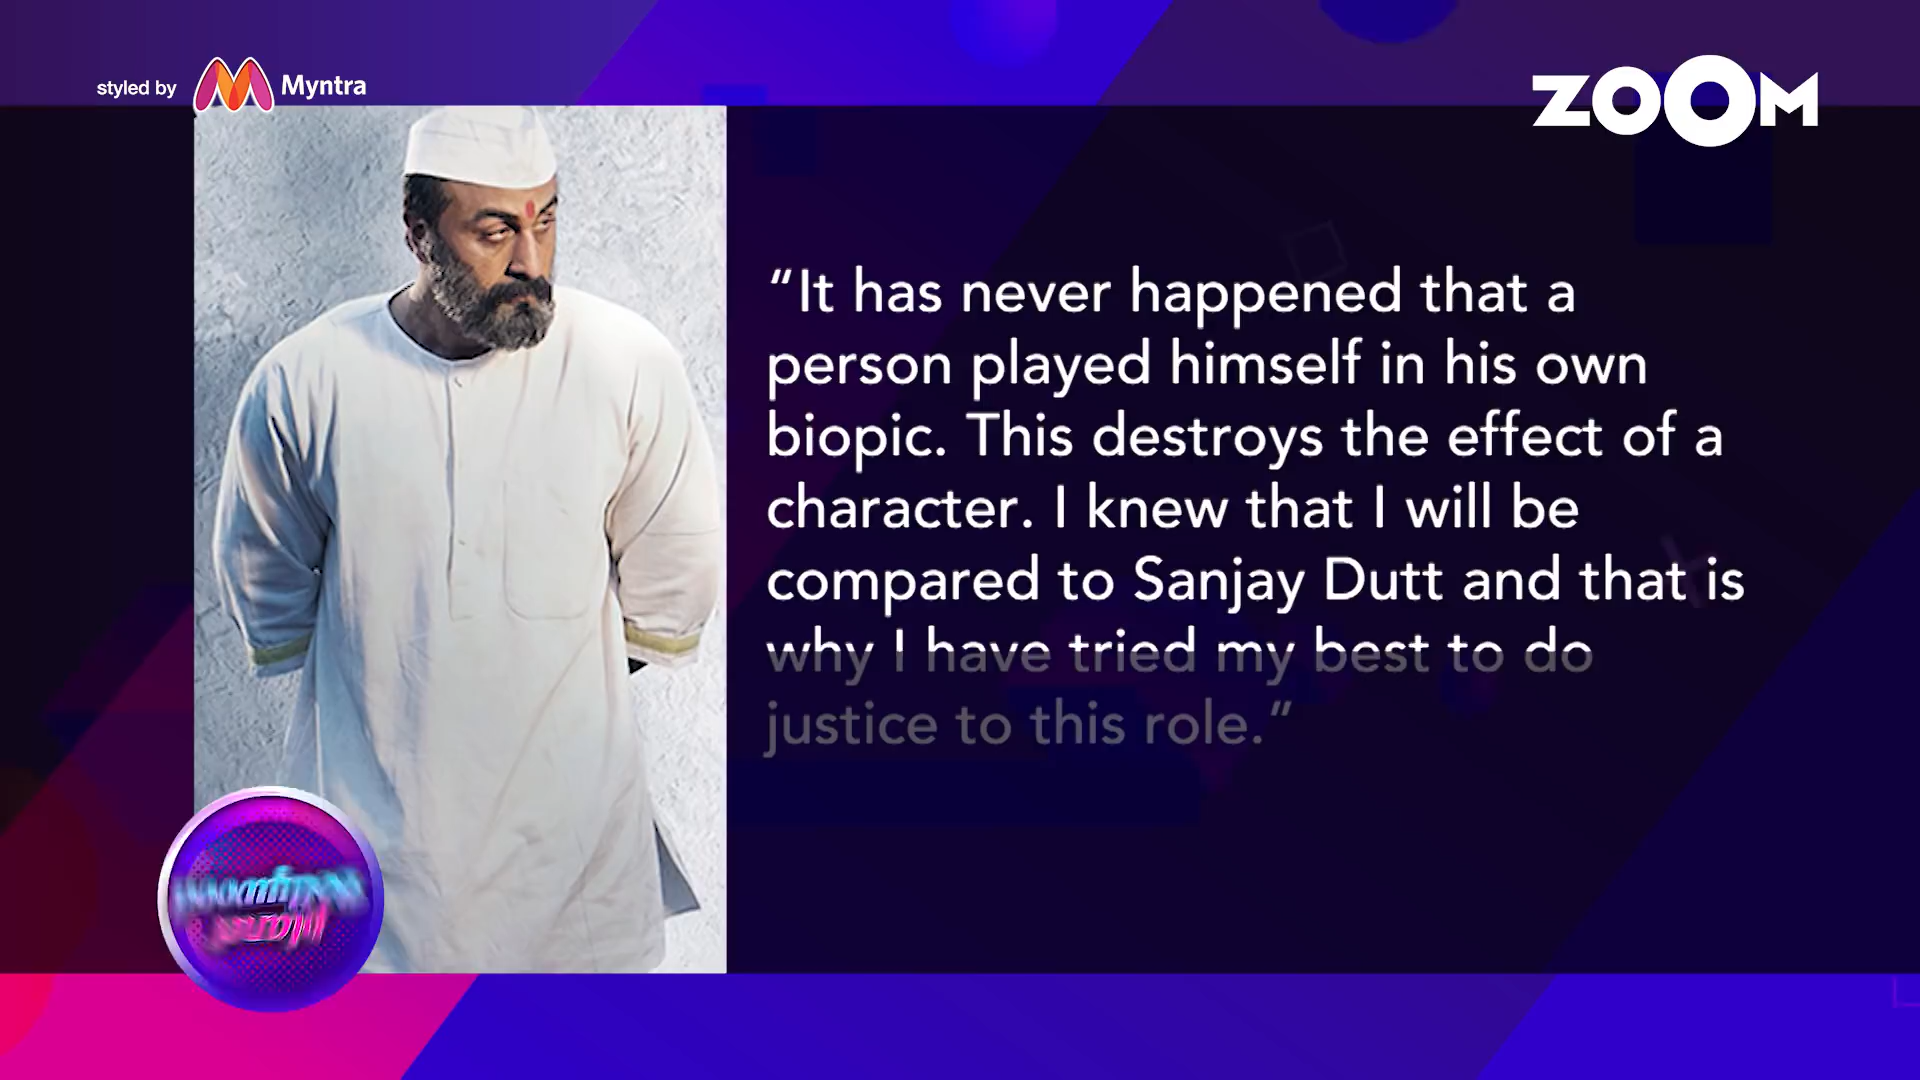 styled by Myntra
ZOOM
“It has never happened that a
person played himself in his own
biopic. This destroys the effect of a
character. I knew that I will be
compared to Sanjay Dutt and that is
why I have tried my best to do
justice to this role.”